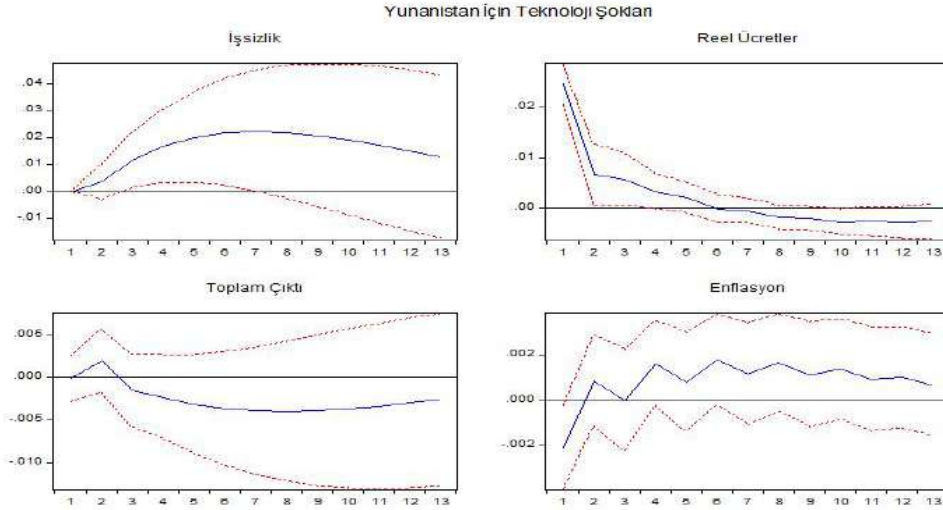 Yunanistan İçin Teknoloji Şokları
İşsizlik
.04
.03
.02
.01
.00
-.01
1 2 3 4 5 6 7 8 9 10 11 12 13
Reel Ücretler
.02
.01
.00
1 2 3 4 5 6 7 8 9 10 11 12 13
Toplam Çıktı
.005
.000
-.005
-.010
1 2 3 4 5 6 7 8 9 10 11 12 13
Enflasyon
.002
.000
-.002
1 2 3 4 5 6 7 8 9 10 11 12 13